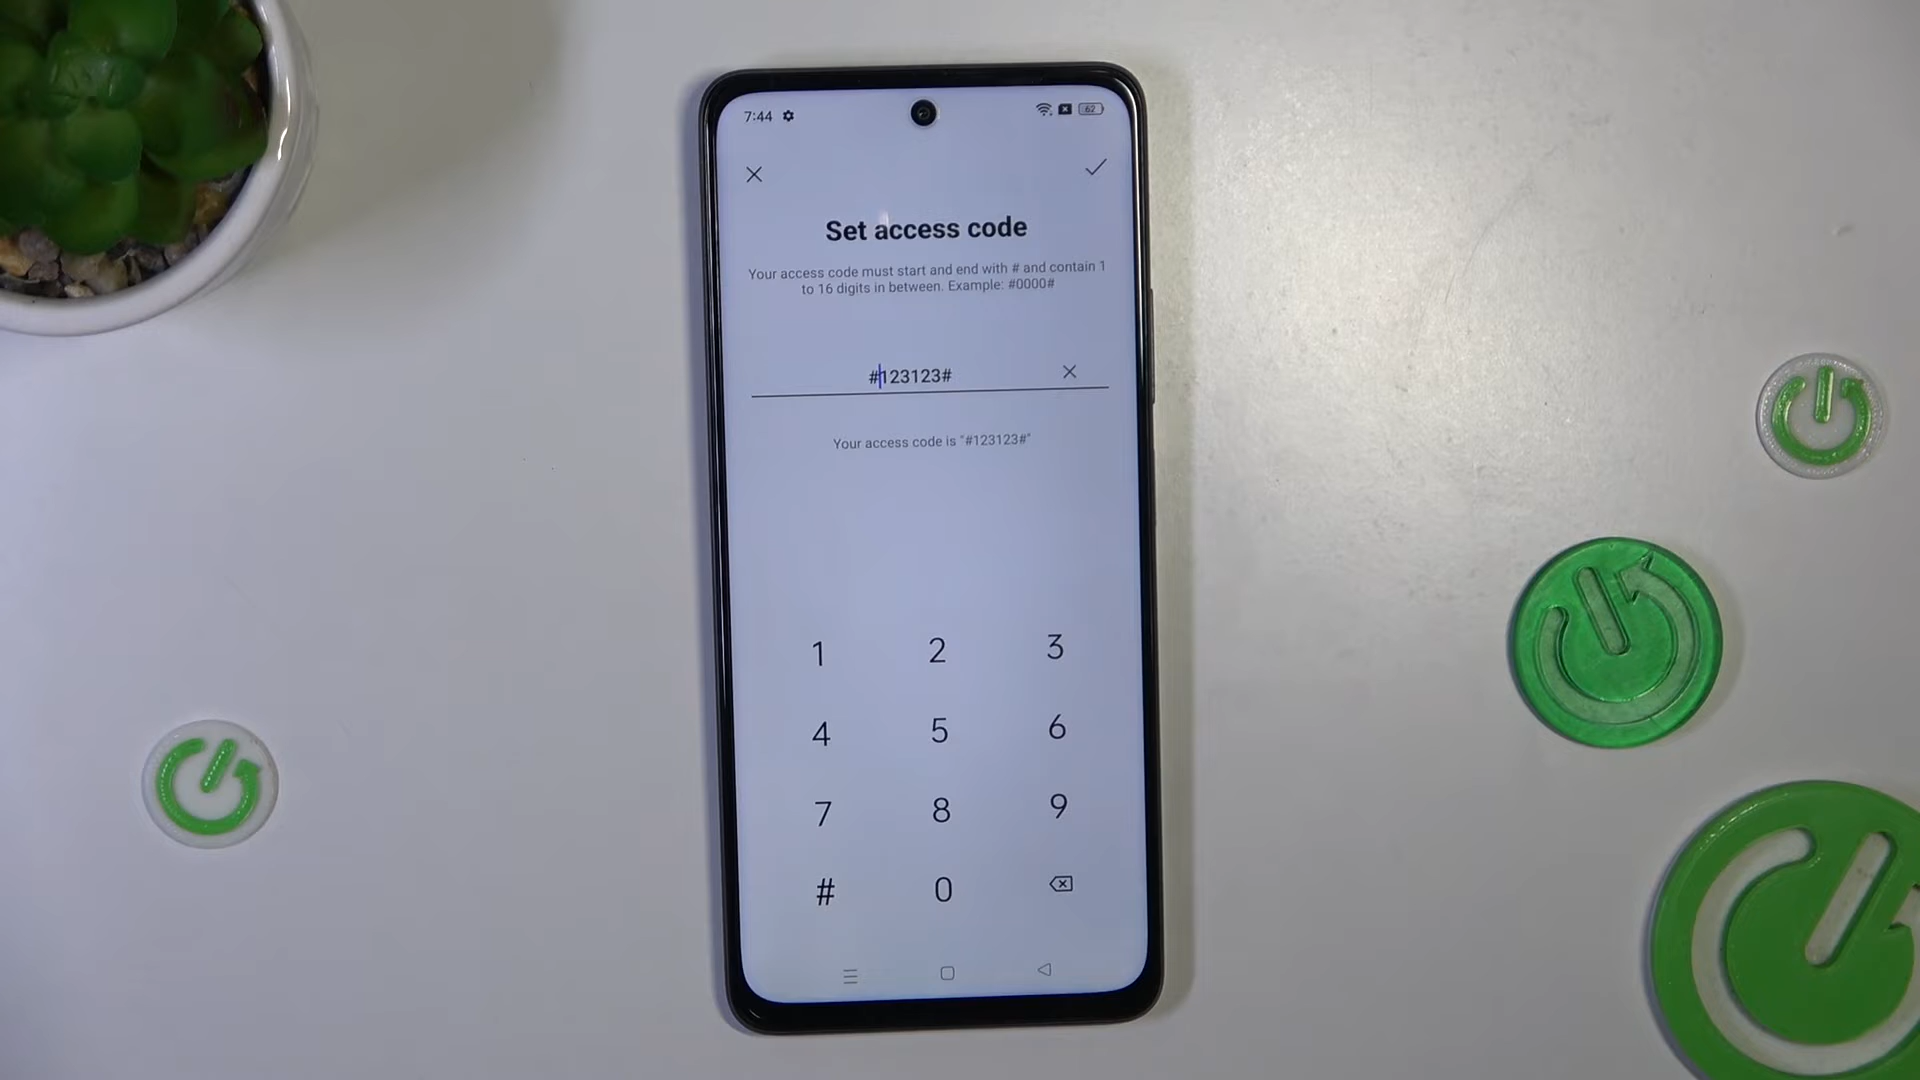 7:44
62
Set access code
Your access code must start and end with # and contain 1
to 16 digits in between. Example: #0000#
#123123#
Your access code is "#123123#"
1 2 3
4 5 6
7 8 9
# 0